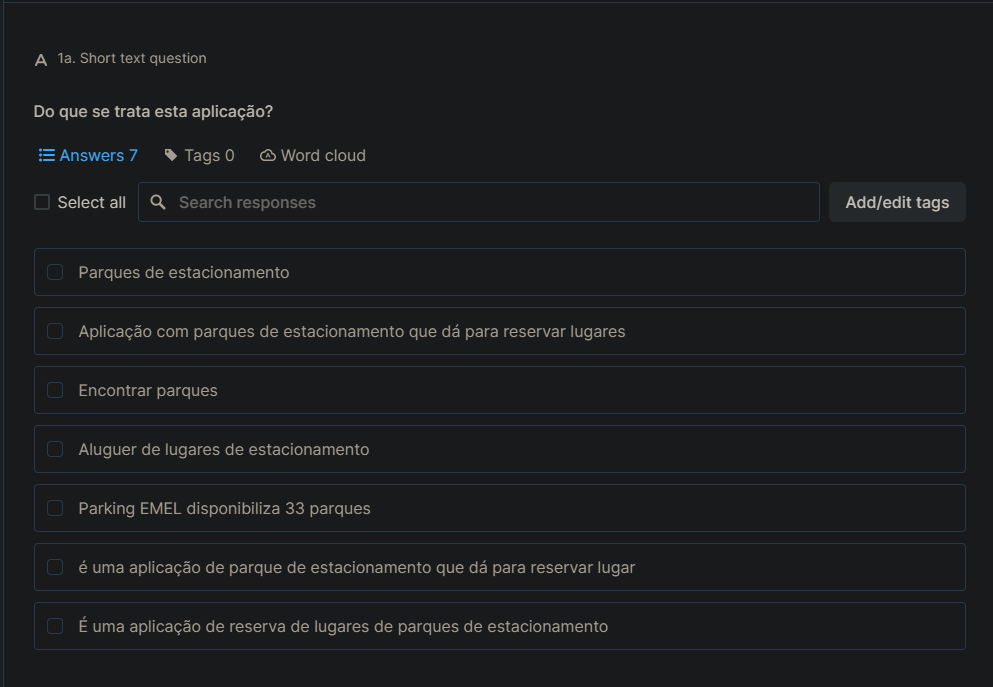 1a. Short text question
Do que se trata esta aplicação?
Answers 7 Tags 0 Word cloud
Select all Search responses Add/edit tags
Parques de estacionamento
Aplicação com parques de estacionamento que dá para reservar lugares
Encontrar parques
Aluguer de lugares de estacionamento
Parking EMEL disponibiliza 33 parques
é uma aplicação de parque de estacionamento que dá para reservar lugar
É uma aplicação de reserva de lugares de parques de estacionamento